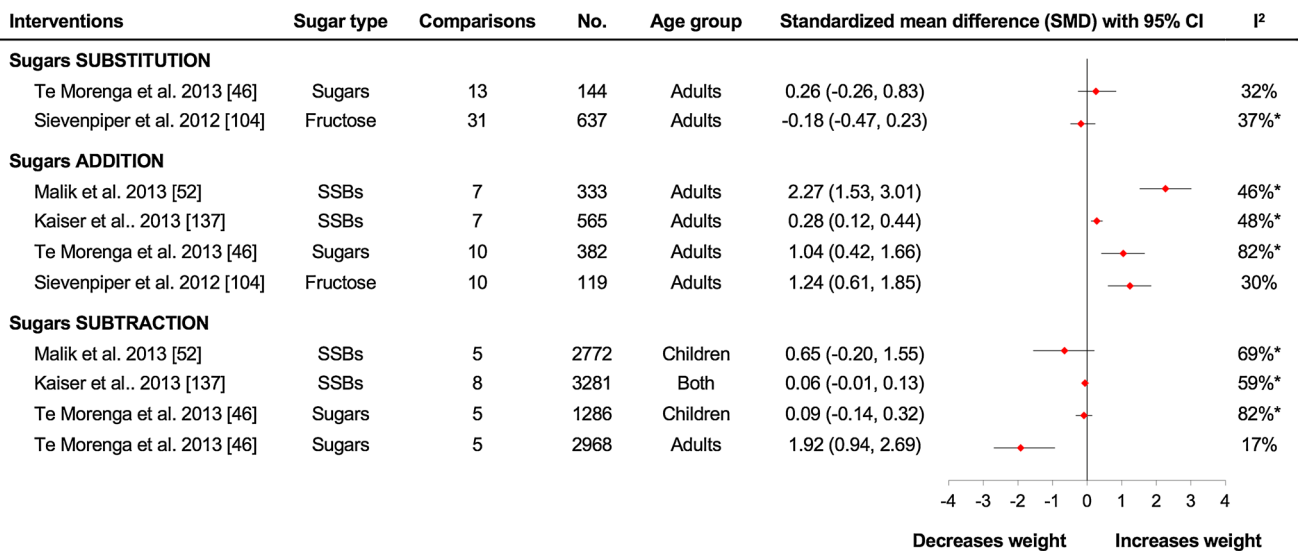 Interventions Sugar type Comparisons No. Age group Standardized mean difference (SMD) with 95% CI I²
Sugars SUBSTITUTION
Te Morenga et al. 2013 [46] Sugars 13 144 Adults 0.26 (-0.26, 0.83) 32%
Sievenpiper et al. 2012 [104] Fructose 31 637 Adults -0.18 (-0.47, 0.23) 37%*
Sugars ADDITION
Malik et al. 2013 [52] SSBs 7 333 Adults 2.27 (1.53, 3.01) 46%*
Kaiser et al.. 2013 [137] SSBs 7 565 Adults 0.28 (0.12, 0.44) 48%*
Te Morenga et al. 2013 [46] Sugars 10 382 Adults 1.04 (0.42, 1.66) 82%*
Sievenpiper et al. 2012 [104] Fructose 10 119 Adults 1.24 (0.61, 1.85) 30%
Sugars SUBTRACTION
Malik et al. 2013 [52] SSBs 5 2772 Children 0.65 (-0.20, 1.55) 69%*
Kaiser et al.. 2013 [137] SSBs 8 3281 Both 0.06 (-0.01, 0.13) 59%*
Te Morenga et al. 2013 [46] Sugars 5 1286 Children 0.09 (-0.14, 0.32) 82%*
Te Morenga et al. 2013 [46] Sugars 5 2968 Adults 1.92 (0.94, 2.69) 17%
-4 -3 -2 -1 0 1 2 3 4
Decreases weight Increases weight